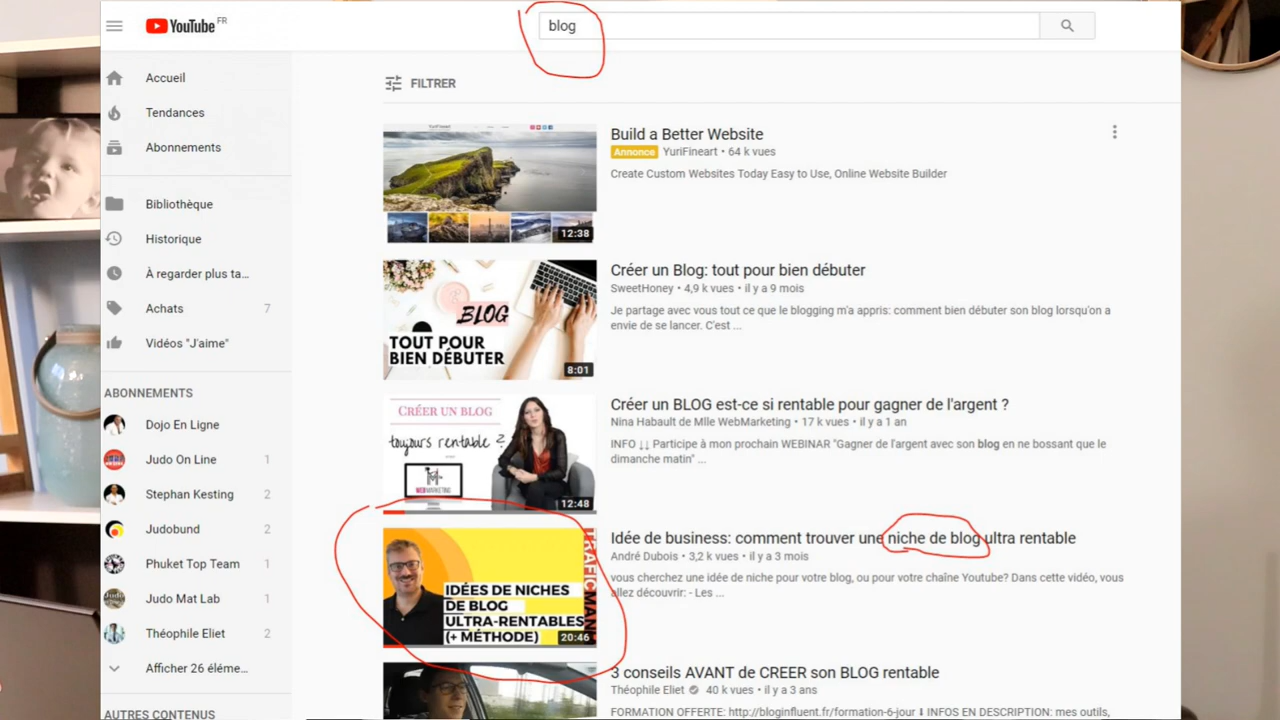 YouTube FR
blog
Accueil
Tendances
Abonnements
Bibliothèque
Historique
À regarder plus ta...
Achats 7
Vidéos "J'aime"
ABONNEMENTS
Dojo En Ligne
Judo On Line 1
Stephan Kesting 2
Judobund 2
Phuket Top Team 1
Judo Mat Lab 1
Théophile Eliet 2
Afficher 26 éléme...
AUTRES CONTENUS
FILTRER
YuriFineart
12:38
Build a Better Website
Annonce YuriFineart • 64 k vues
Create Custom Websites Today Easy to Use, Online Website Builder
BLOG
TOUT POUR
BIEN DÉBUTER
8:01
Créer un Blog: tout pour bien débuter
SweetHoney • 4,9 k vues • il y a 9 mois
Je partage avec vous tout ce que le blogging m'a appris: comment bien débuter son blog lorsqu'on a
envie de se lancer. C'est ...
CRÉER UN BLOG
toujours rentable ?
WEBMARKETING
12:48
Créer un BLOG est-ce si rentable pour gagner de l'argent ?
Nina Habault de Mlle WebMarketing • 17 k vues • il y a 1 an
INFO ↓↓ Participe à mon prochain WEBINAR "Gagner de l'argent avec son blog en ne bossant que le
dimanche matin" ...
IDÉES DE NICHES
DE BLOG
ULTRA-RENTABLES
(+ MÉTHODE)
TRAFICMAN
20:46
Idée de business: comment trouver une niche de blog ultra rentable
André Dubois • 3,2 k vues • il y a 3 mois
vous cherchez une idée de niche pour votre blog, ou pour votre chaîne Youtube? Dans cette vidéo, vous
allez découvrir: - Les ...
3 conseils AVANT de CREER son BLOG rentable
Théophile Eliet 40 k vues • il y a 3 ans
FORMATION OFFERTE: http://bloginfluent.fr/formation-6-jour ⬇ INFOS EN DESCRIPTION: mes outils,